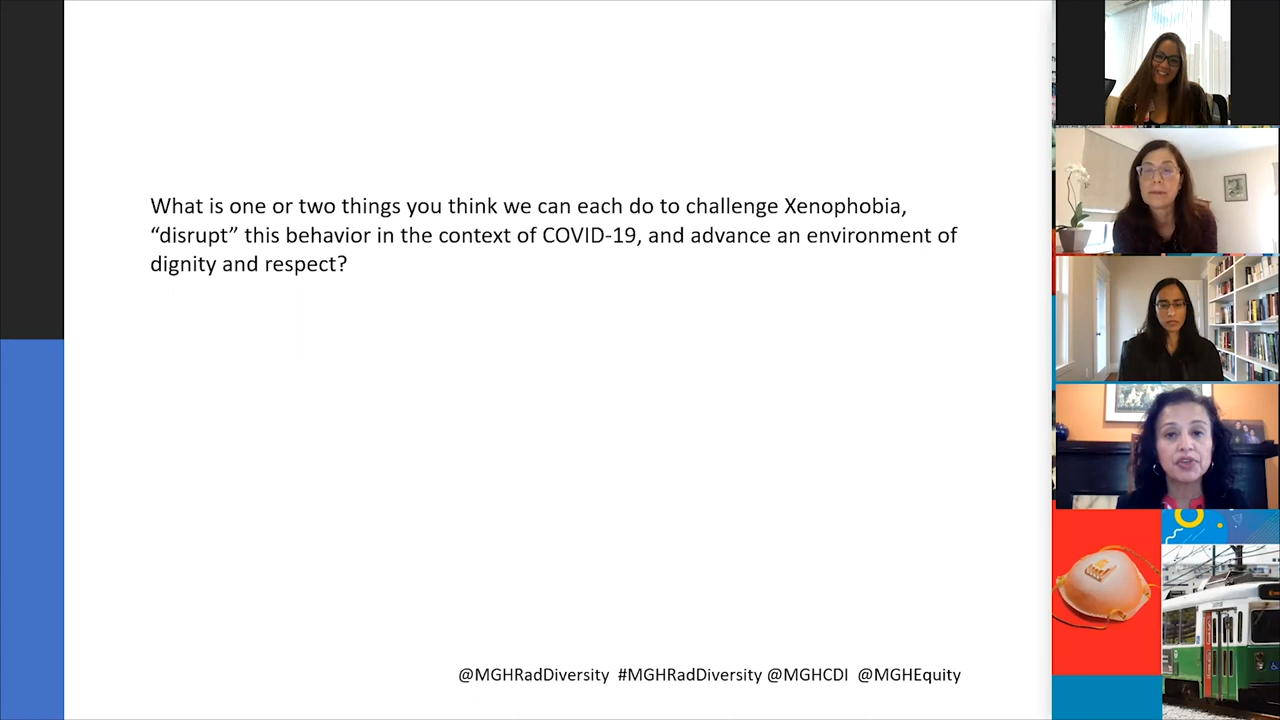 What is one or two things you think we can each do to challenge Xenophobia,
“disrupt” this behavior in the context of COVID-19, and advance an environment of
dignity and respect?
@MGHRadDiversity #MGHRadDiversity @MGHCDI @MGHEquity